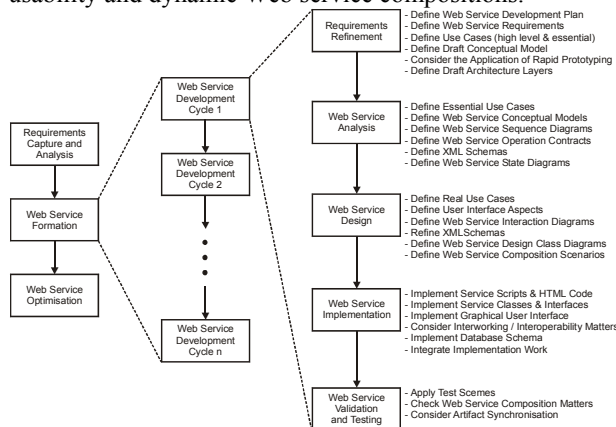 usability and dynamic Web service compositions.
Requirements
Capture and
Analysis
Web Service
Formation
Web Service
Optimisation
Web Service
Development
Cycle 1
Web Service
Development
Cycle 2
Web Service
Development
Cycle n
Requirements
Refinement
- Define Web Service Development Plan
- Define Web Service Requirements
- Define Use Cases (high level & essential)
- Define Draft Conceptual Model
- Consider the Application of Rapid Prototyping
- Define Draft Architecture Layers
Web Service
Analysis
- Define Essential Use Cases
- Define Web Service Conceptual Models
- Define Web Service Sequence Diagrams
- Define Web Service Operation Contracts
- Define XML Schemas
- Define Web Service State Diagrams
Web Service
Design
- Define Real Use Cases
- Define User Interface Aspects
- Define Web Service Interaction Diagrams
- Refine XMLSchemas
- Define Web Service Design Class Diagrams
- Define Web Service Composition Scenarios
Web Service
Implementation
- Implement Service Scripts & HTML Code
- Implement Service Classes & Interfaces
- Implement Graphical User Interface
- Consider Interworking / Interoperability Matters
- Implement Database Schema
- Integrate Implementation Work
Web Service
Validation
and Testing
- Apply Test Scemes
- Check Web Service Composition Matters
- Consider Artifact Synchronisation